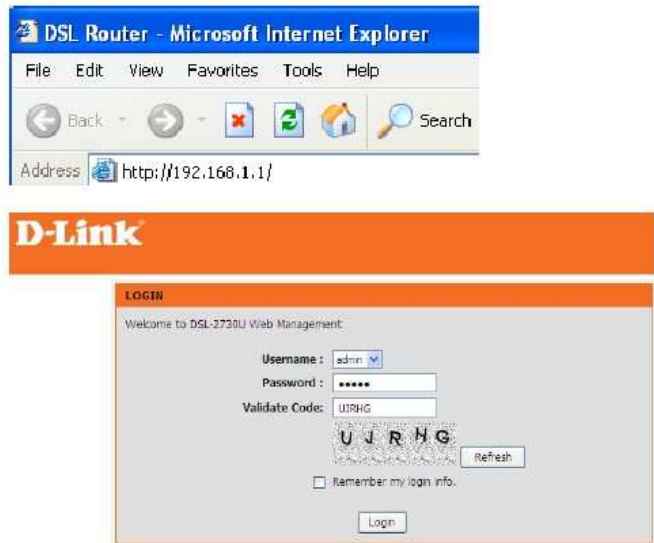 DSL Router - Microsoft Internet Explorer
File Edit View Favorites Tools Help
Back Search
Address http://192.168.1.1/
D-Link
LOGIN
Welcome to DSL-2730U Web Management
Username : admin
Password : •••••
Validate Code: UJRHG
U J R H G
Refresh
Remember my login info.
Login